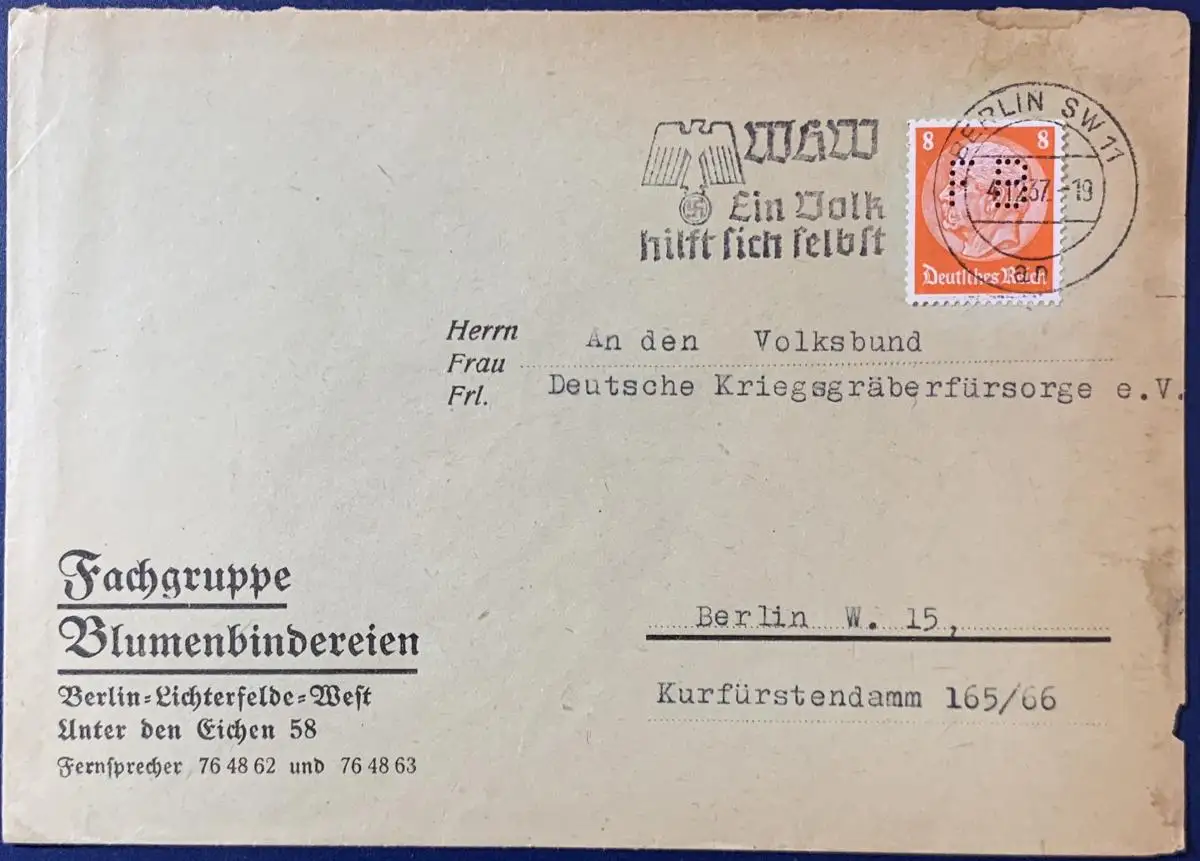 WHW
Ein Volk
hilft sich selbst
BERLIN SW 11
4.12.37.-19
an
8 8
Deutsches Reich
Herrn
Frau
Frl.
An den Volksbund
Deutsche Kriegsgräberfürsorge e.V.
Fachgruppe
Blumenbindereien
Berlin=Lichterfelde=West
Unter den Eichen 58
Fernsprecher 76 48 62 und 76 48 63
Berlin W. 15,
Kurfürstendamm 165/66